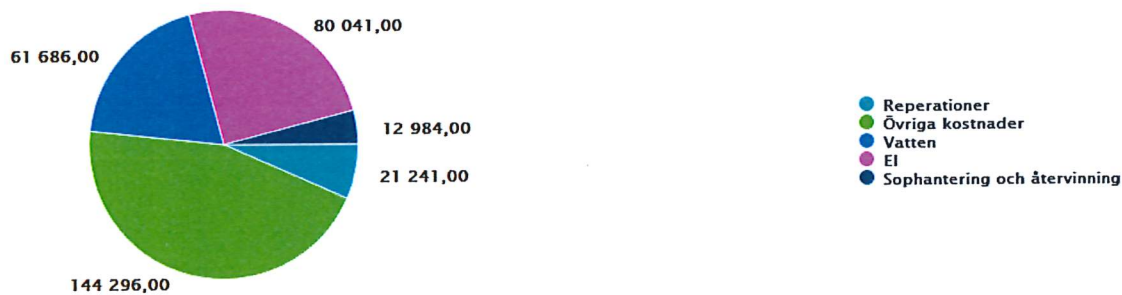 80 041,00
61 686,00
12 984,00
21 241,00
144 296,00
Reperationer
Övriga kostnader
Vatten
El
Sophantering och återvinning